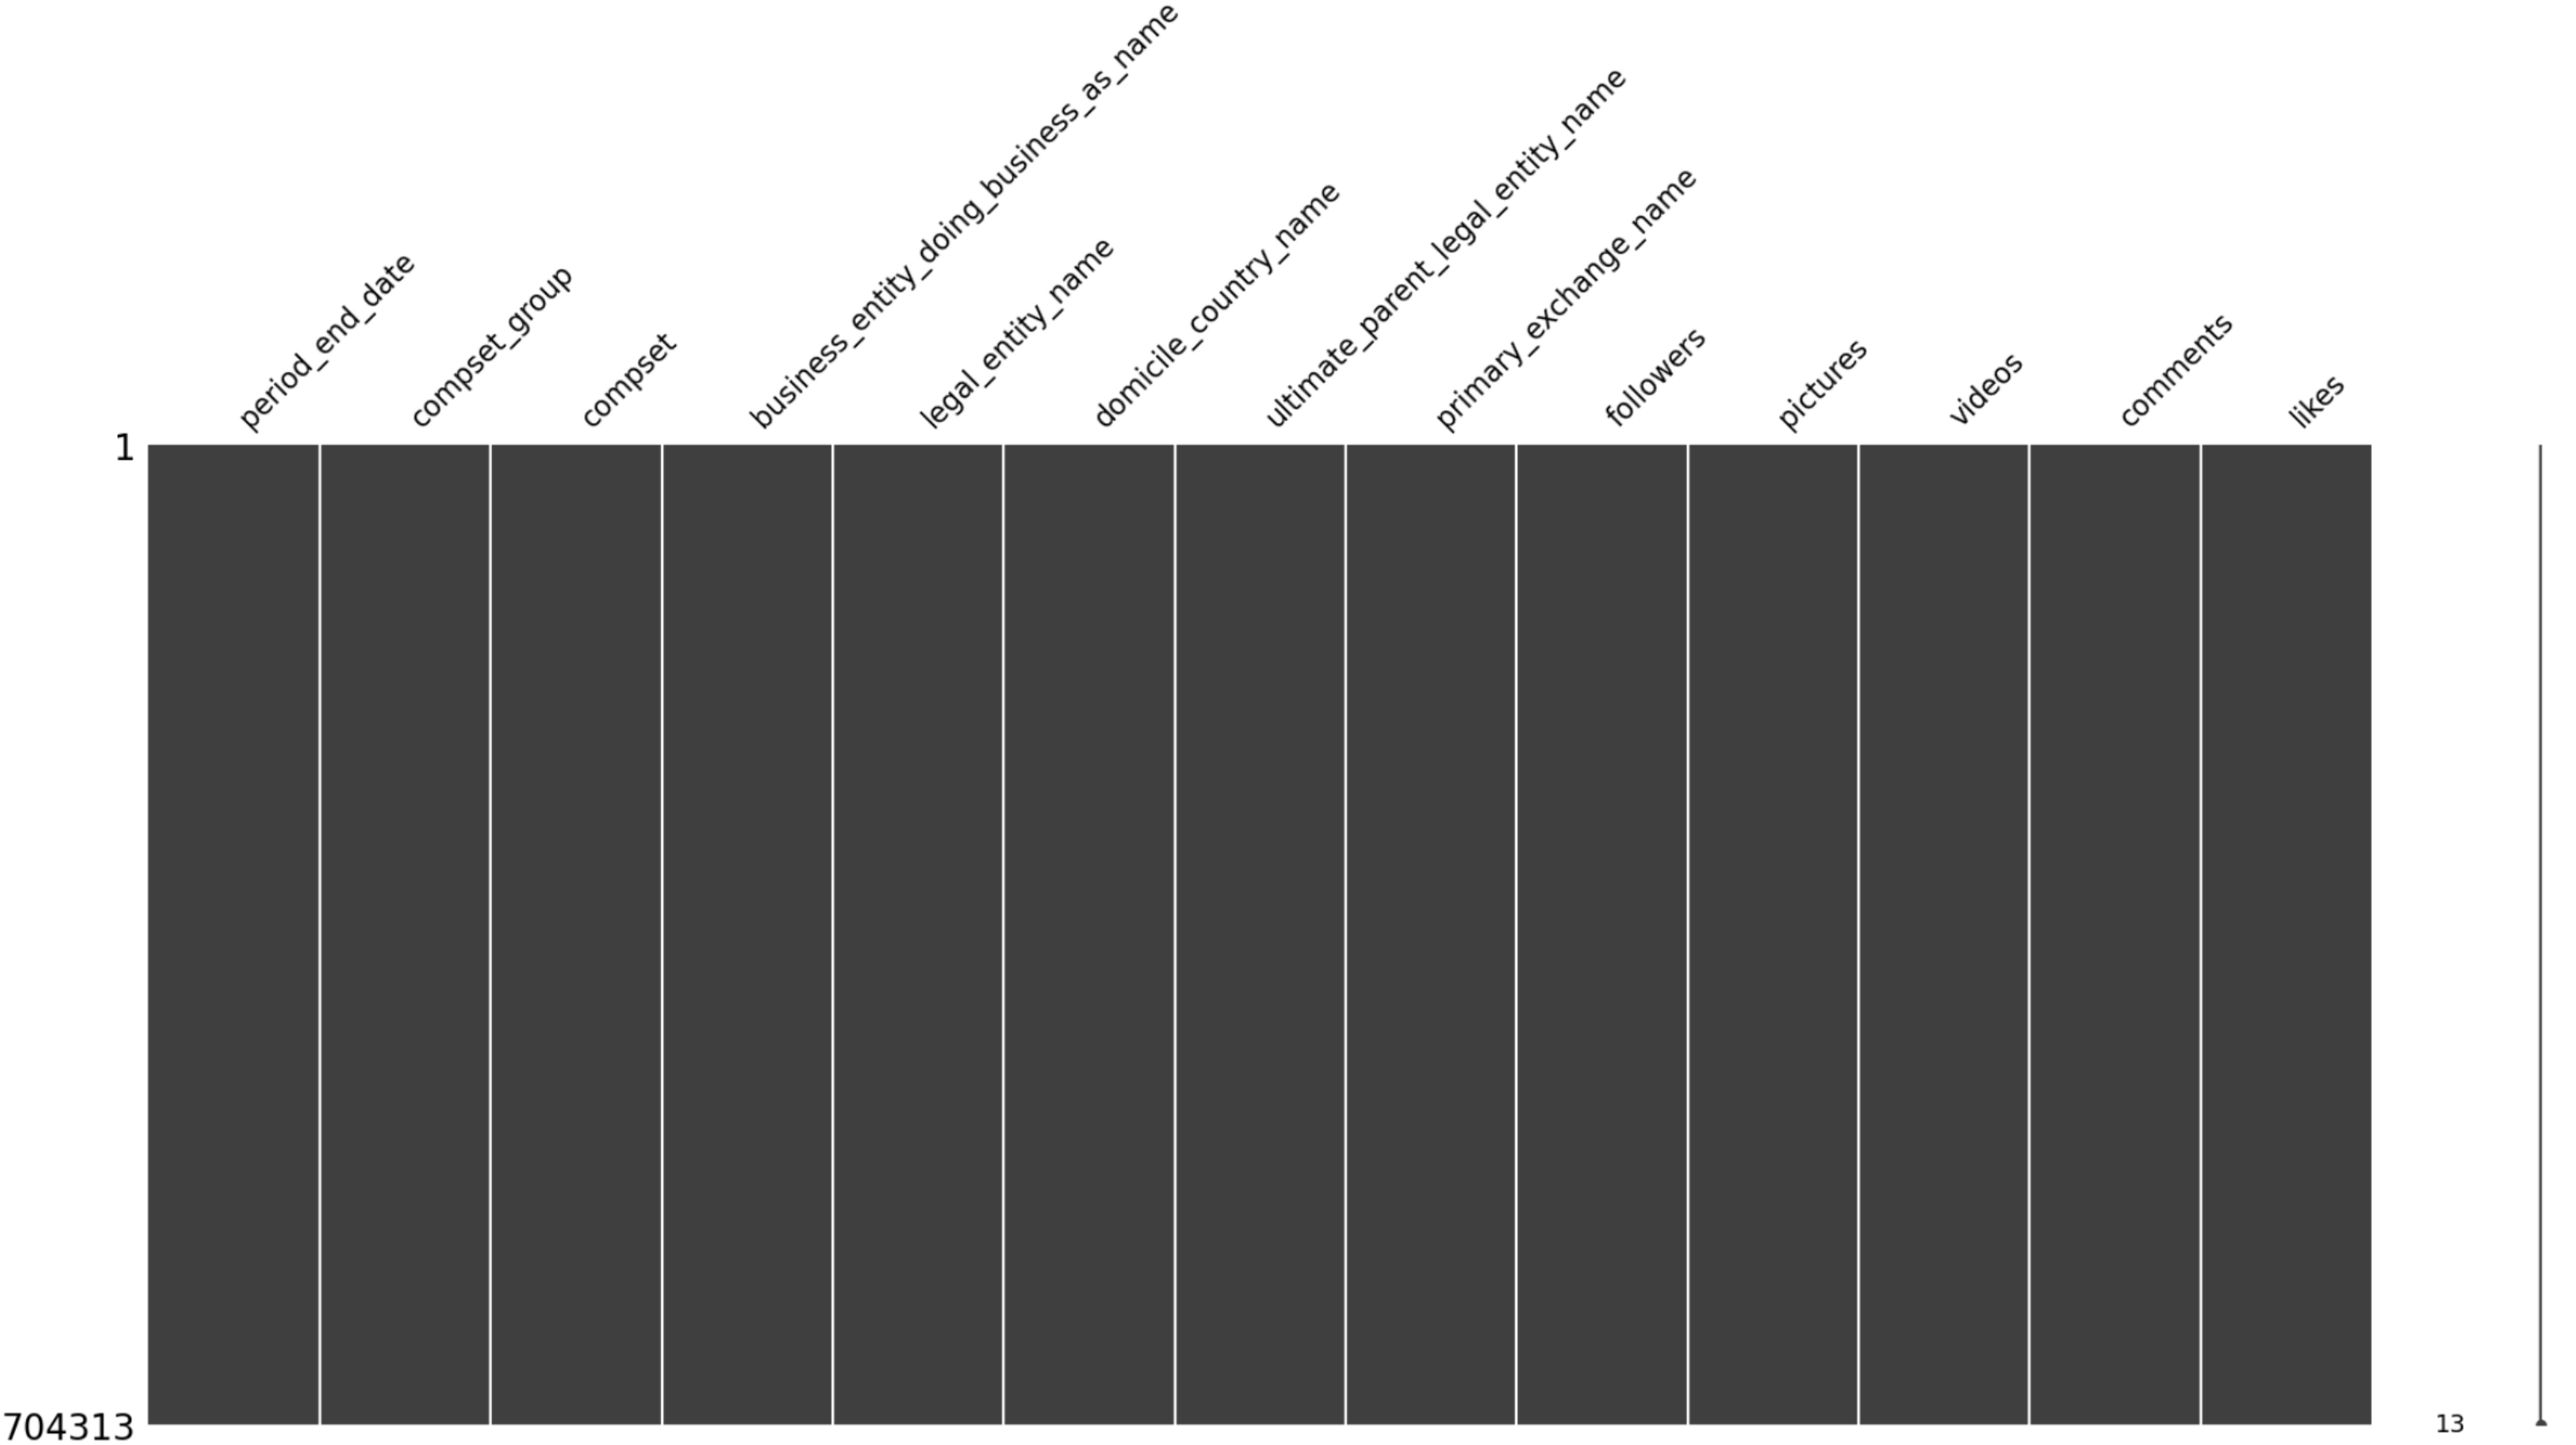 period_end_date
compset_group
compset
business_entity_doing_business_as_name
legal_entity_name
domicile_country_name
ultimate_parent_legal_entity_name
primary_exchange_name
followers
pictures
videos
comments
likes
1
704313
13